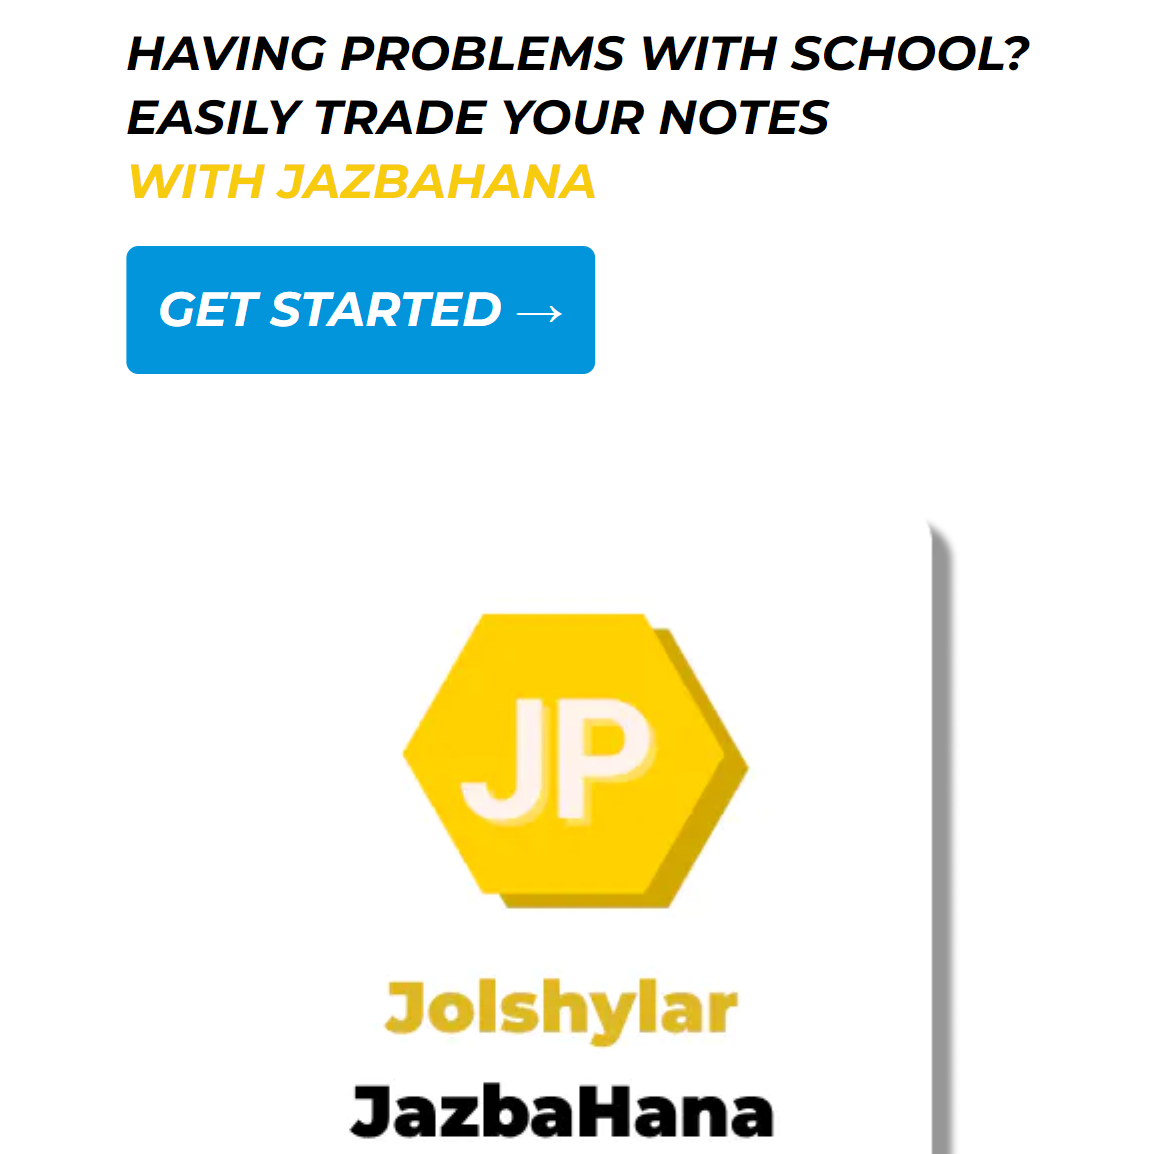 HAVING PROBLEMS WITH SCHOOL?
EASILY TRADE YOUR NOTES
WITH JAZBAHANA
GET STARTED →
JP
Jolshylar
JazbaHana